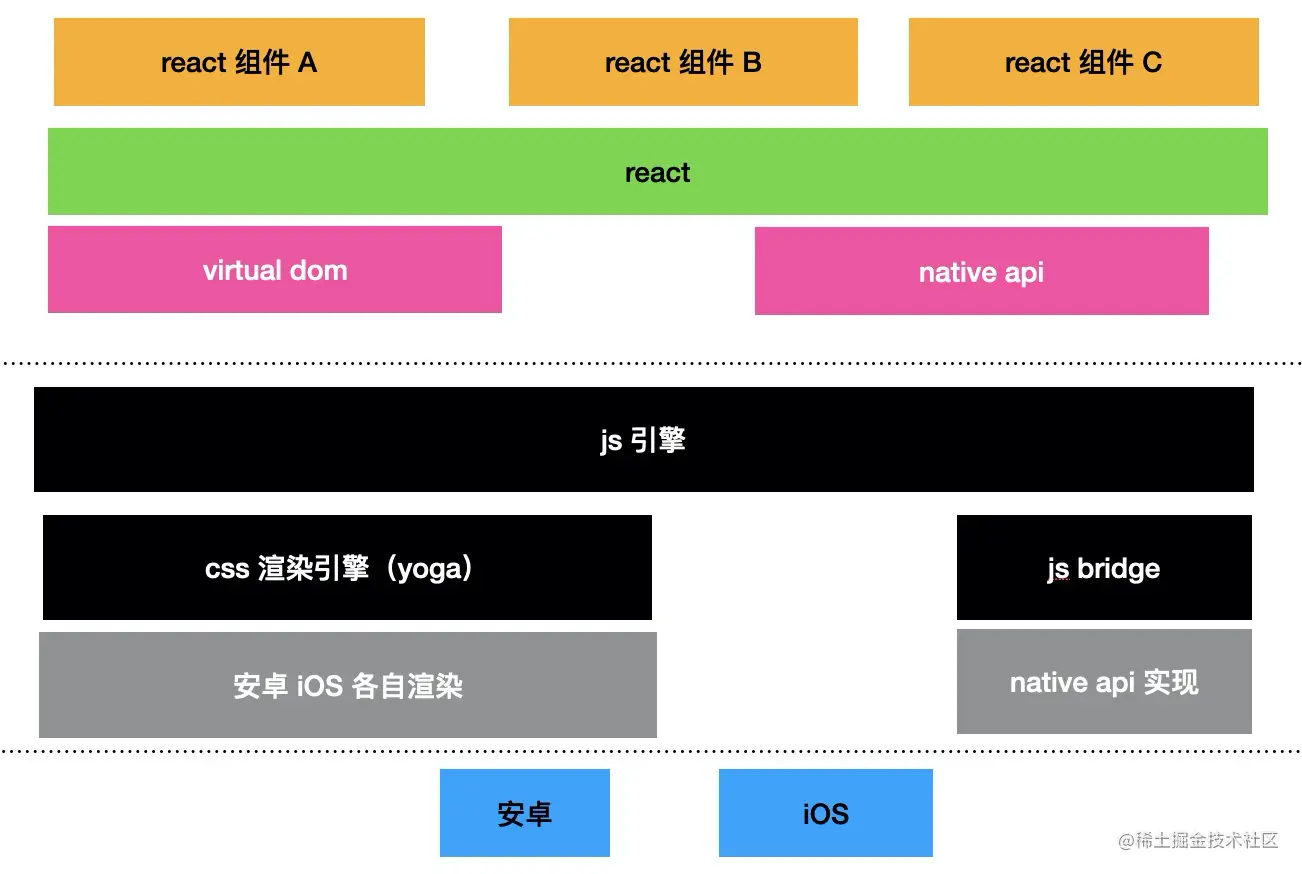 react 组件 A
react 组件 B
react 组件 C
react
virtual dom
native api
js 引擎
css 渲染引擎（yoga）
js bridge
安卓 iOS 各自渲染
native api 实现
安卓
iOS
@稀土掘金技术社区